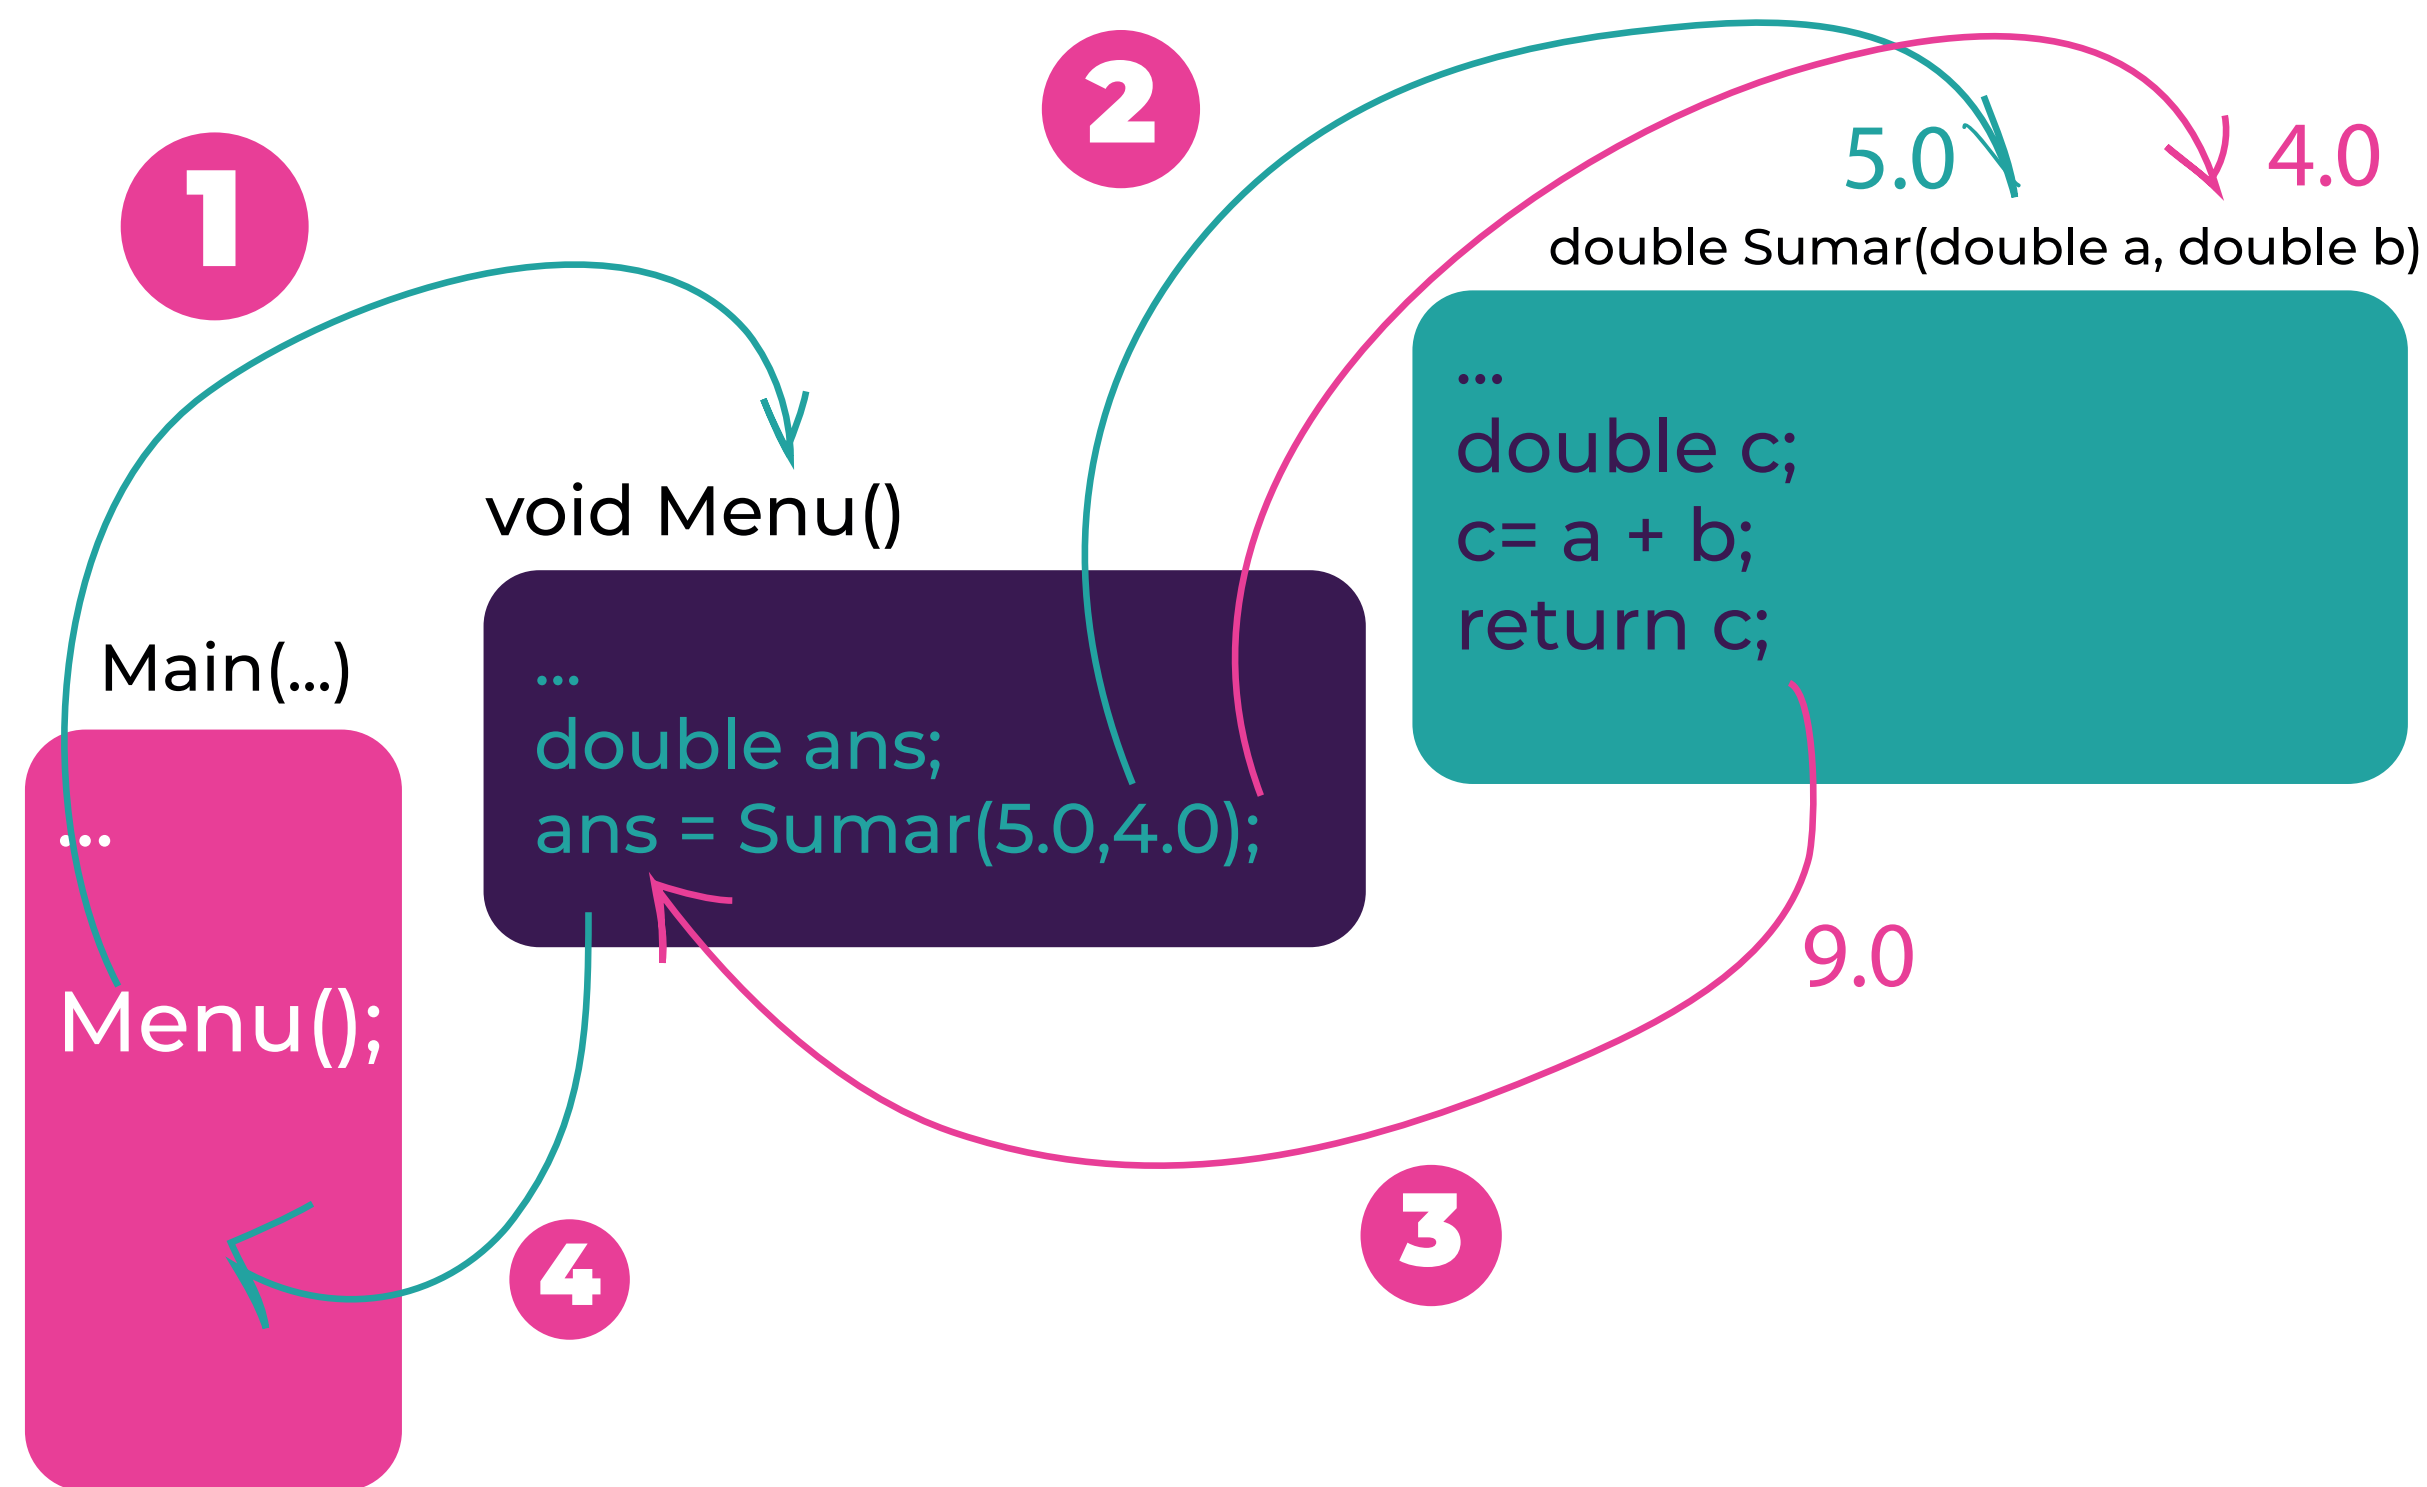 1
Main(...)
...
Menu();
void Menu()
...
double ans;
ans = Sumar(5.0,4.0);
2
5.0
4.0
double Sumar(double a, double b)
...
double c;
c= a + b;
return c;
9.0
3
4